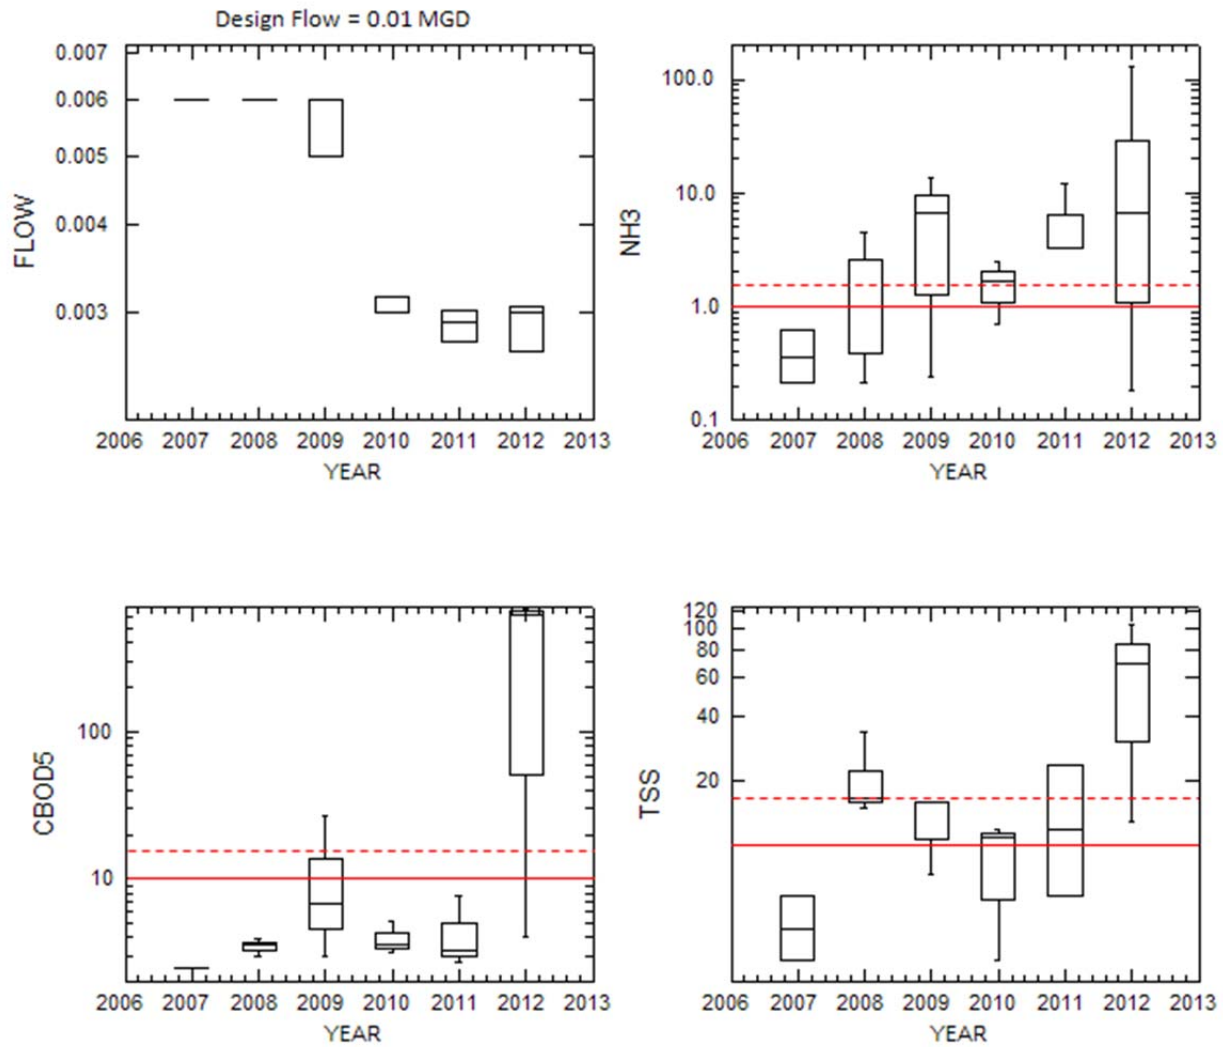 Design Flow = 0.01 MGD
FLOW
0.007
0.006
0.005
0.004
0.003
2006 2007 2008 2009 2010 2011 2012 2013
YEAR
NH3
100.0
10.0
1.0
0.1
2006 2007 2008 2009 2010 2011 2012 2013
YEAR
CBOD5
100
10
2006 2007 2008 2009 2010 2011 2012 2013
YEAR
TSS
120
100
80
60
40
20
2006 2007 2008 2009 2010 2011 2012 2013
YEAR